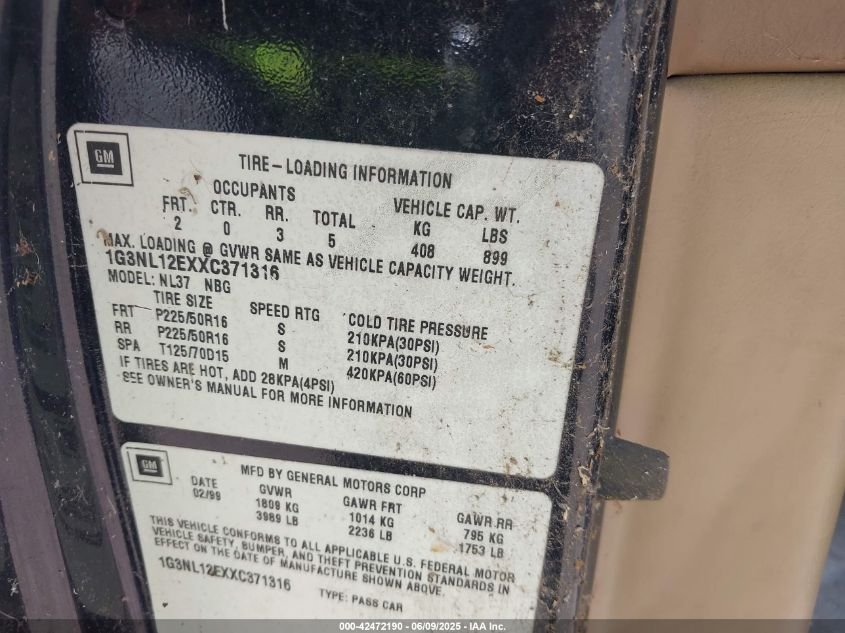 GM
TIRE-LOADING INFORMATION
OCCUPANTS VEHICLE CAP. WT.
FRT. CTR. RR. TOTAL KG LBS
2 0 3 5 408 899
MAX. LOADING @ GVWR SAME AS VEHICLE CAPACITY WEIGHT.
1G3NL12EXXC371316
MODEL: NL37 NBG
TIRE SIZE SPEED RTG COLD TIRE PRESSURE
FRT P225/50R16 S 210KPA(30PSI)
RR P225/50R16 S 210KPA(30PSI)
SPA T125/70D15 M 420KPA(60PSI)
IF TIRES ARE HOT, ADD 28KPA(4PSI)
SEE OWNER'S MANUAL FOR MORE INFORMATION
GM
MFD BY GENERAL MOTORS CORP
DATE GVWR GAWR FRT GAWR RR
02/99 1809 KG 1014 KG 795 KG
3989 LB 2236 LB 1753 LB
THIS VEHICLE CONFORMS TO ALL APPLICABLE U.S. FEDERAL MOTOR
VEHICLE SAFETY, BUMPER, AND THEFT PREVENTION STANDARDS IN
EFFECT ON THE DATE OF MANUFACTURE SHOWN ABOVE.
1G3NL12EXXC371316
TYPE: PASS CAR
000-42472190 - 06/09/2025 - IAA Inc.